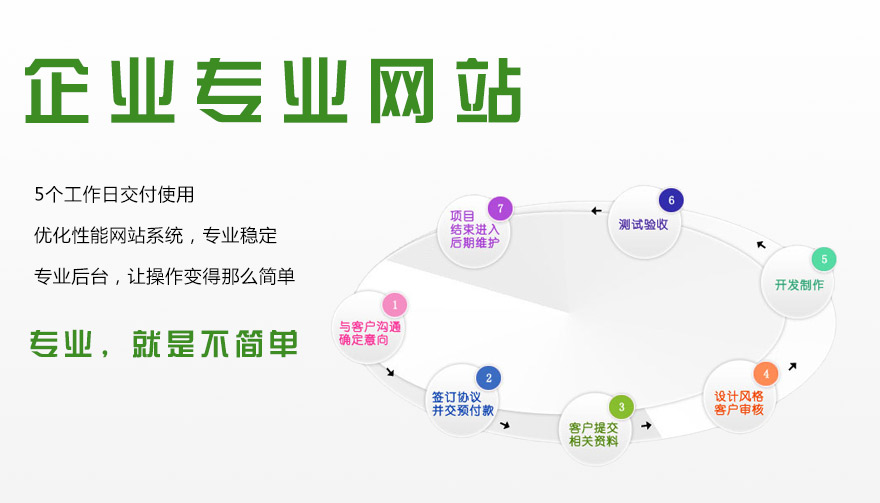 企业专业网站
5个工作日交付使用
优化性能网站系统，专业稳定
专业后台，让操作变得那么简单
专业，就是不简单
1
与客户沟通
确定意向
2
签订协议
并交预付款
3
客户提交
相关资料
4
设计风格
客户审核
5
开发制作
6
测试验收
7
项目
结束进入
后期维护